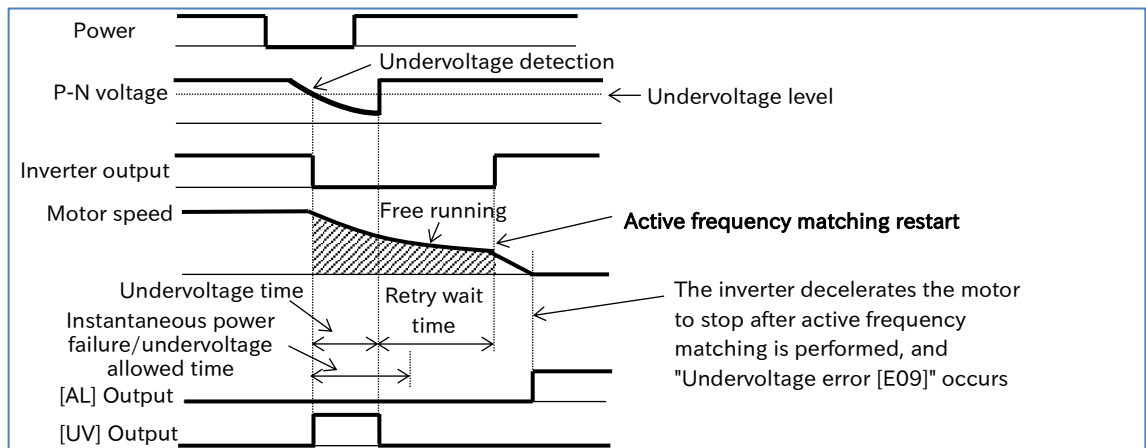 Power
Undervoltage detection
P-N voltage
Undervoltage level
Inverter output
Motor speed
Free running
Active frequency matching restart
Undervoltage time
Retry wait
time
Instantaneous power
failure/undervoltage
allowed time
The inverter decelerates the motor
to stop after active frequency
matching is performed, and
"Undervoltage error [E09]" occurs
[AL] Output
[UV] Output